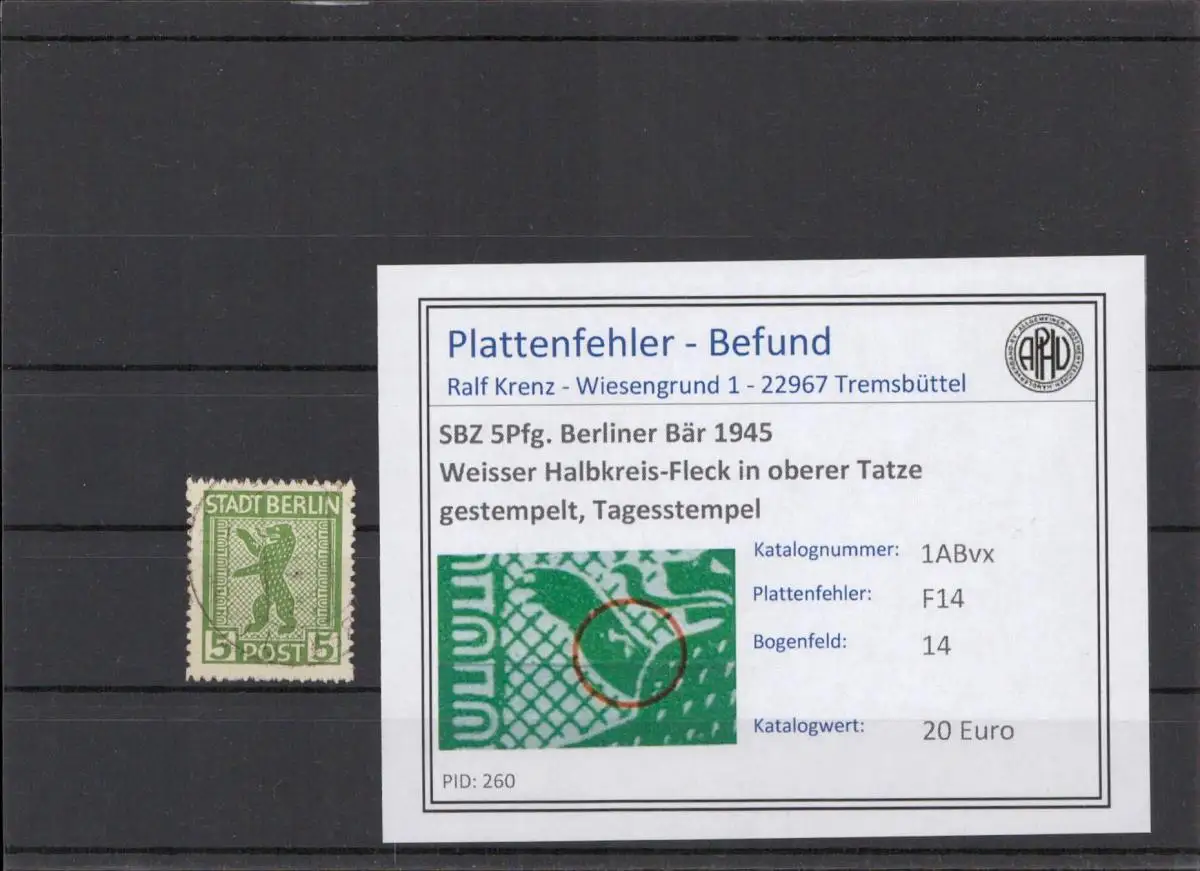 STADT BERLIN
5 POST 5
Plattenfehler - Befund
Ralf Krenz - Wiesengrund 1 - 22967 Tremsbüttel
APHV
SBZ 5Pfg. Berliner Bär 1945
Weisser Halbkreis-Fleck in oberer Tatze
gestempelt, Tagesstempel
Katalognummer: 1ABvx
Plattenfehler: F14
Bogenfeld: 14
Katalogwert: 20 Euro
PID: 260